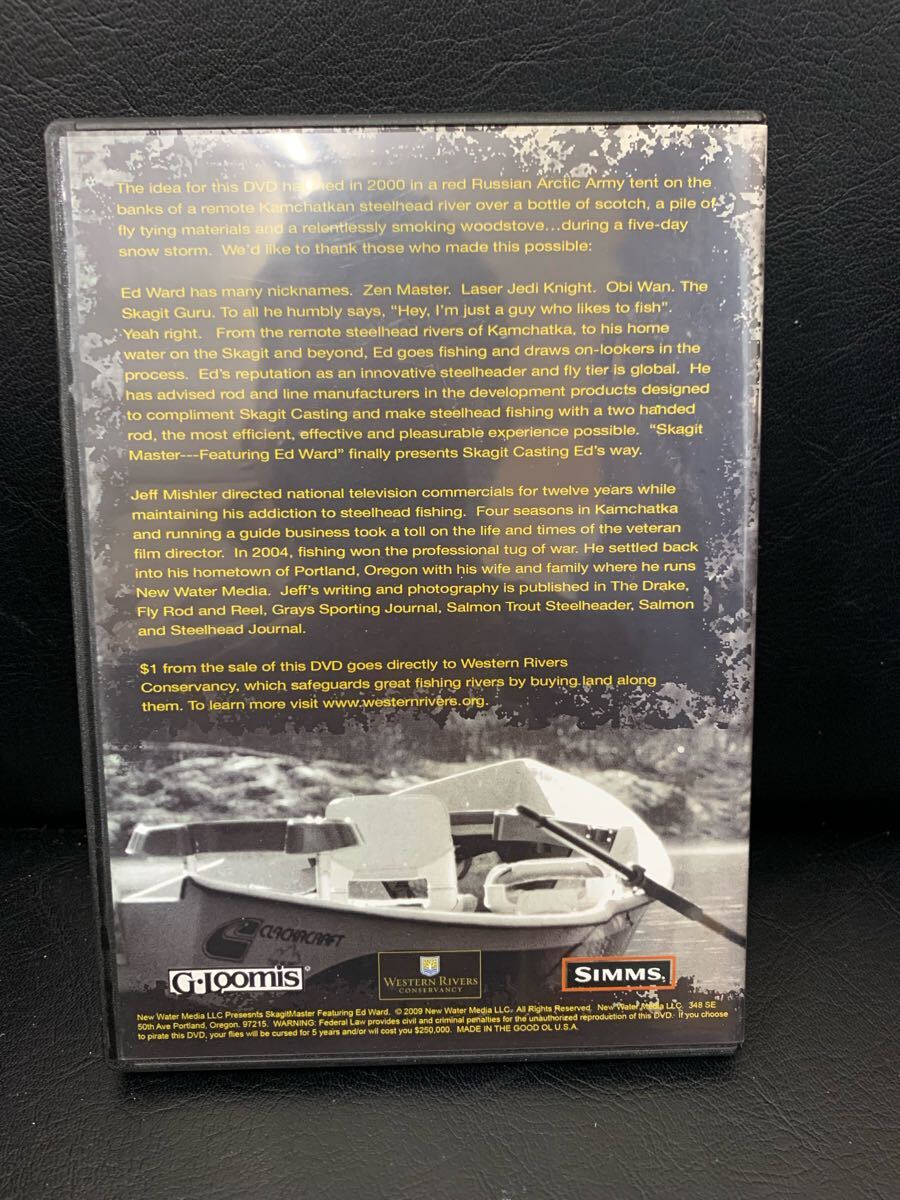 The idea for this DVD hatched in 2000 in a red Russian Arctic Army tent on the
banks of a remote Kamchatkan steelhead river over a bottle of scotch, a pile of
fly tying materials and a relentlessly smoking woodstove...during a five-day
snow storm. We'd like to thank those who made this possible:
Ed Ward has many nicknames. Zen Master. Laser Jedi Knight. Obi Wan. The
Skagit Guru. To all he humbly says, "Hey, I'm just a guy who likes to fish".
Yeah right. From the remote steelhead rivers of Kamchatka, to his home
water on the Skagit and beyond, Ed goes fishing and draws on-lookers in the
process. Ed's reputation as an innovative steelheader and fly tier is global. He
has advised rod and line manufacturers in the development products designed
to compliment Skagit Casting and make steelhead fishing with a two handed
rod, the most efficient, effective and pleasurable experience possible. "Skagit
Master---Featuring Ed Ward" finally presents Skagit Casting Ed's way.
Jeff Mishler directed national television commercials for twelve years while
maintaining his addiction to steelhead fishing. Four seasons in Kamchatka
and running a guide business took a toll on the life and times of the veteran
film director. In 2004, fishing won the professional tug of war. He settled back
into his hometown of Portland, Oregon with his wife and family where he runs
New Water Media. Jeff's writing and photography is published in The Drake,
Fly Rod and Reel, Grays Sporting Journal, Salmon Trout Steelheader, Salmon
and Steelhead Journal.
$1 from the sale of this DVD goes directly to Western Rivers
Conservancy, which safeguards great fishing rivers by buying land along
them. To learn more visit www.westernrivers.org.
CLACKACRAFT
G·Loomis®
WESTERN RIVERS
CONSERVANCY
SIMMS.
New Water Media LLC Presesnts SkagitMaster Featuring Ed Ward. © 2009 New Water Media LLC. All Rights Reserved. New Water Media LLC. 348 SE
50th Ave Portland, Oregon. 97215. WARNING: Federal Law provides civil and criminal penalties for the unauthorized reproduction of this DVD. If you choose
to pirate this DVD, your flies will be cursed for 5 years and/or wil cost you $250,000. MADE IN THE GOOD OL U.S.A.